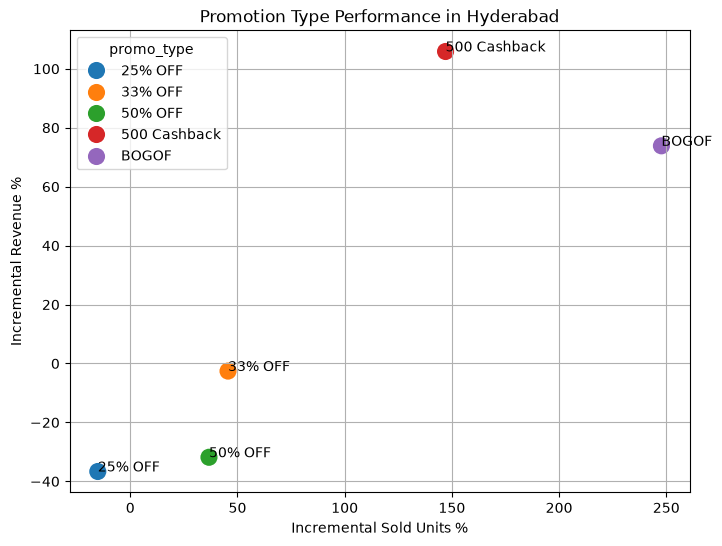 Promotion Type Performance in Hyderabad
promo_type
25% OFF
33% OFF
50% OFF
500 Cashback
BOGOF
500 Cashback
BOGOF
33% OFF
50% OFF
25% OFF
Incremental Revenue %
100
80
60
40
20
0
−20
−40
0
50
100
150
200
250
Incremental Sold Units %